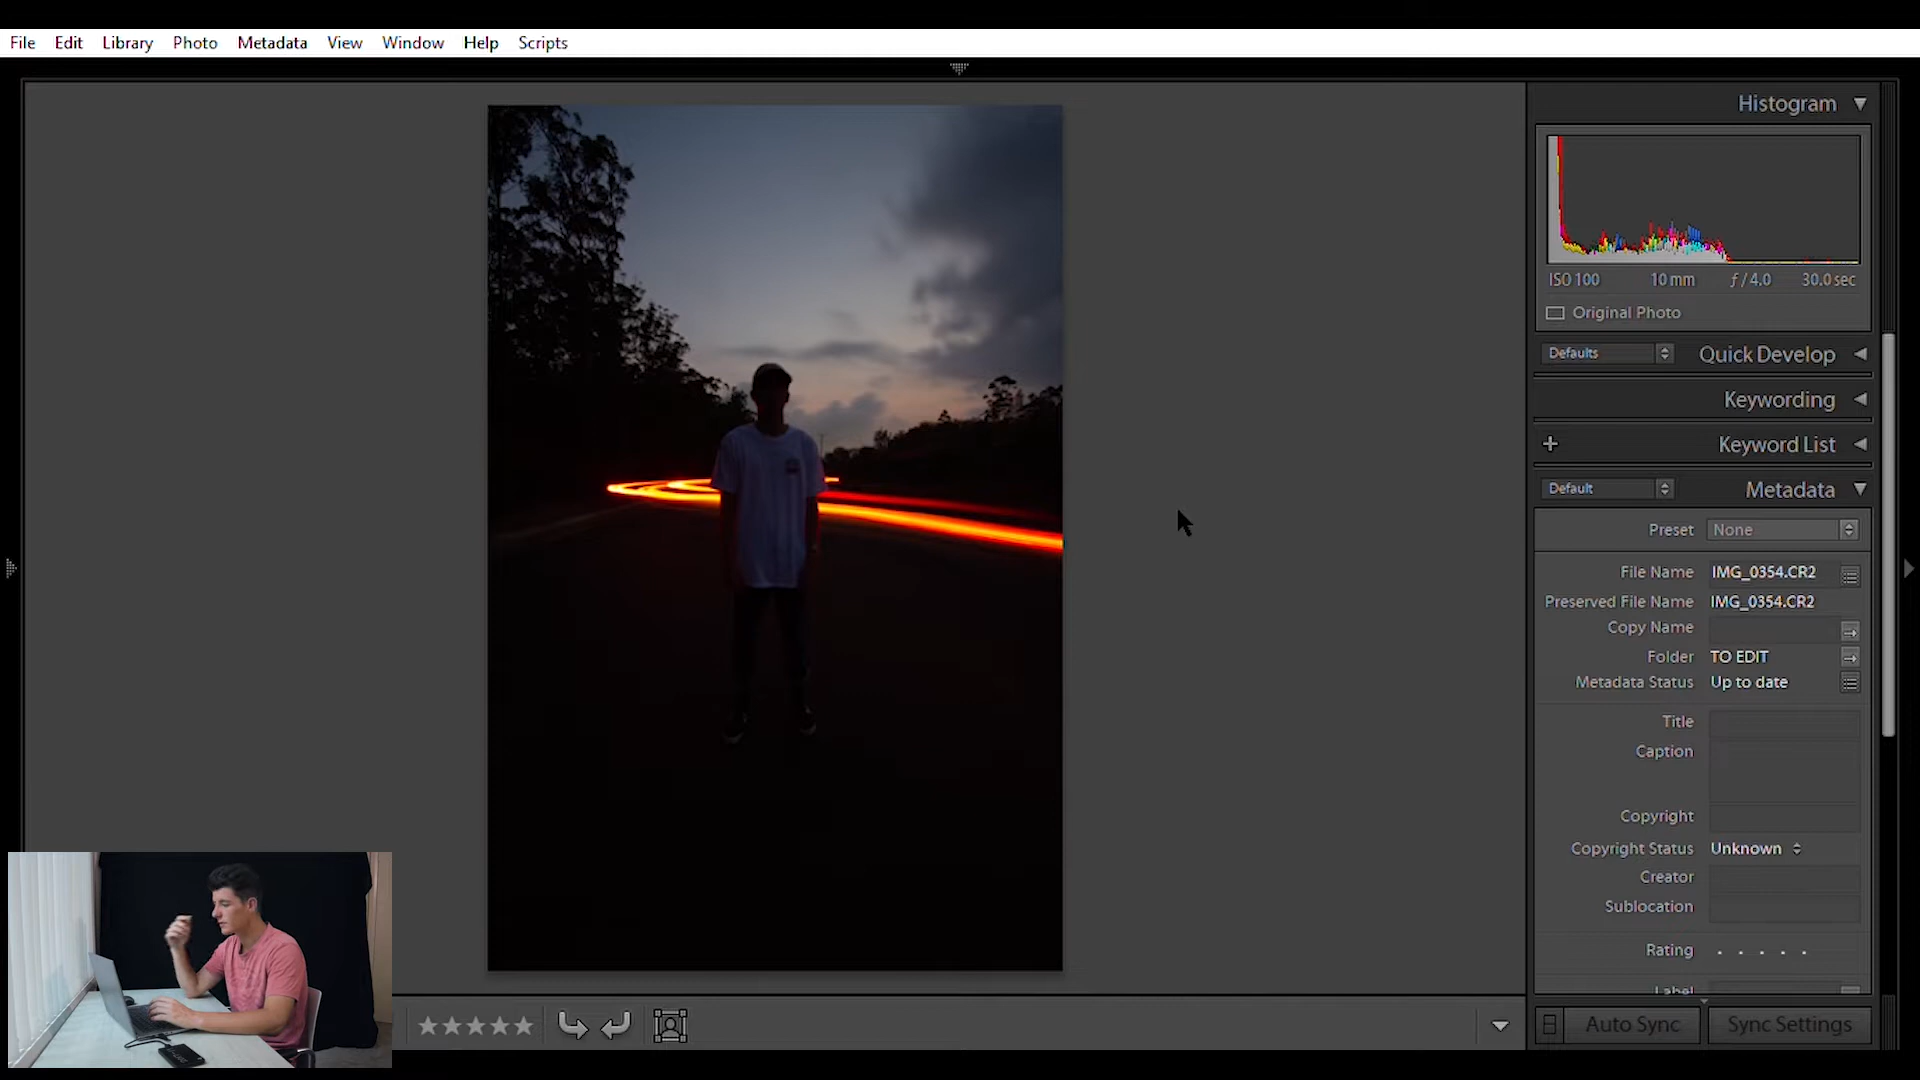 File Edit Library Photo Metadata View Window Help Scripts
Histogram
ISO 100 10 mm ƒ / 4.0 30.0 sec
Original Photo
Defaults Quick Develop
Keywording
+ Keyword List
Default Metadata
Preset None
File Name IMG_0354.CR2
Preserved File Name IMG_0354.CR2
Copy Name
Folder TO EDIT
Metadata Status Up to date
Title
Caption
Copyright
Copyright Status Unknown
Creator
Sublocation
Rating
Label
Auto Sync Sync Settings